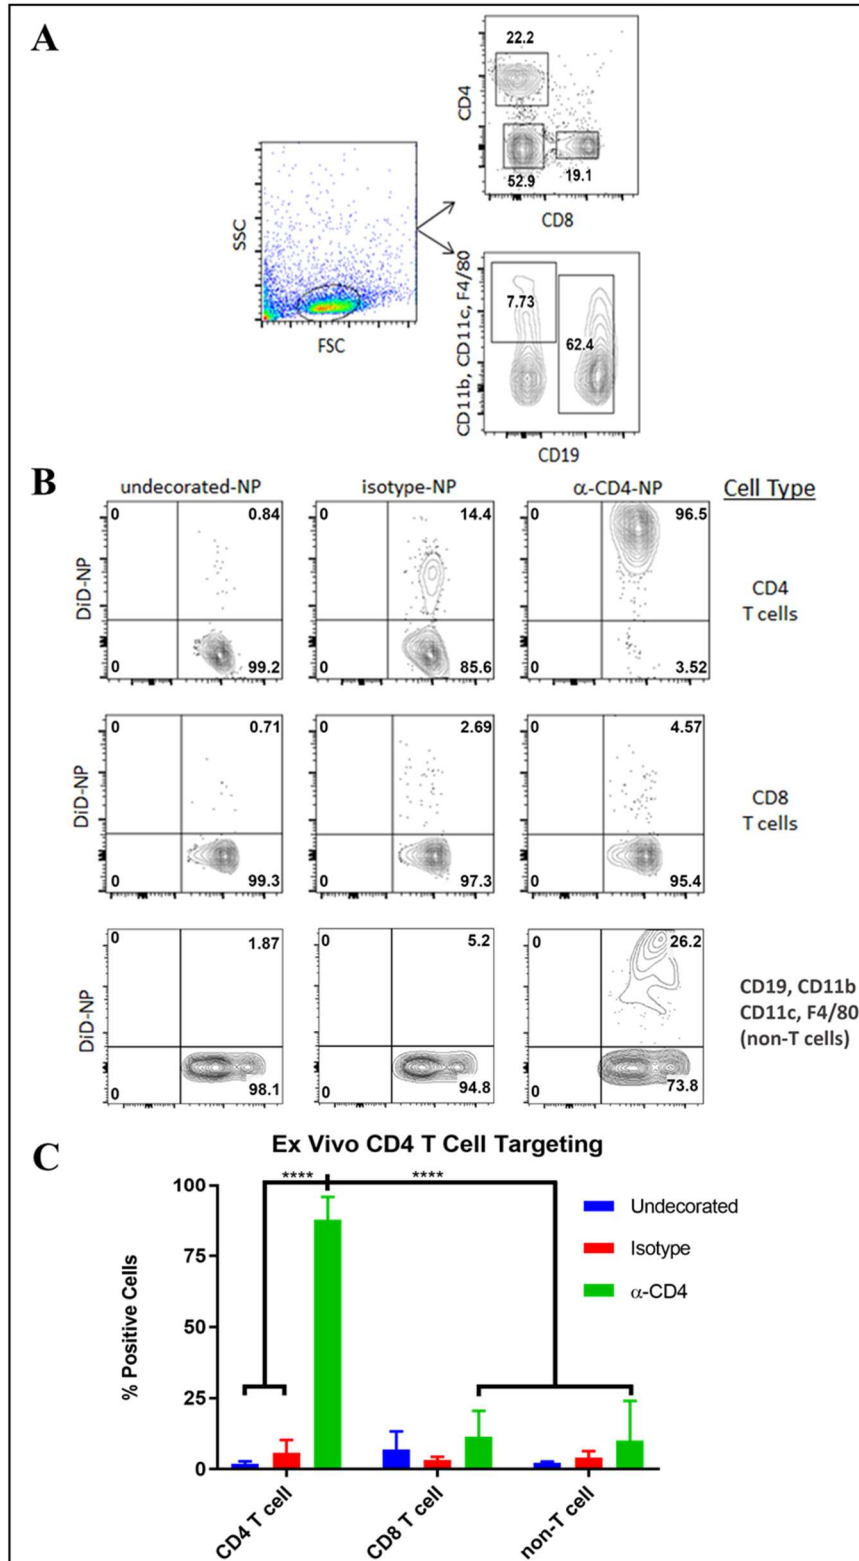 A
22.2
CD4
52.9
19.1
CD8
SSC
FSC
CD11b, CD11c, F4/80
7.73
62.4
CD19
B
undecorated-NP
isotype-NP
α-CD4-NP
Cell Type
DiD-NP
0
0.84
0
99.2
0
14.4
0
85.6
0
96.5
0
3.52
CD4
T cells
DiD-NP
0
0.71
0
99.3
0
2.69
0
97.3
0
4.57
0
95.4
CD8
T cells
DiD-NP
0
1.87
0
98.1
0
5.2
0
94.8
0
26.2
0
73.8
CD19, CD11b
CD11c, F4/80
(non-T cells)
C
Ex Vivo CD4 T Cell Targeting
****
****
% Positive Cells
100
75
50
25
0
Undecorated
Isotype
α-CD4
CD4 T cell
CD8 T cell
non-T cell